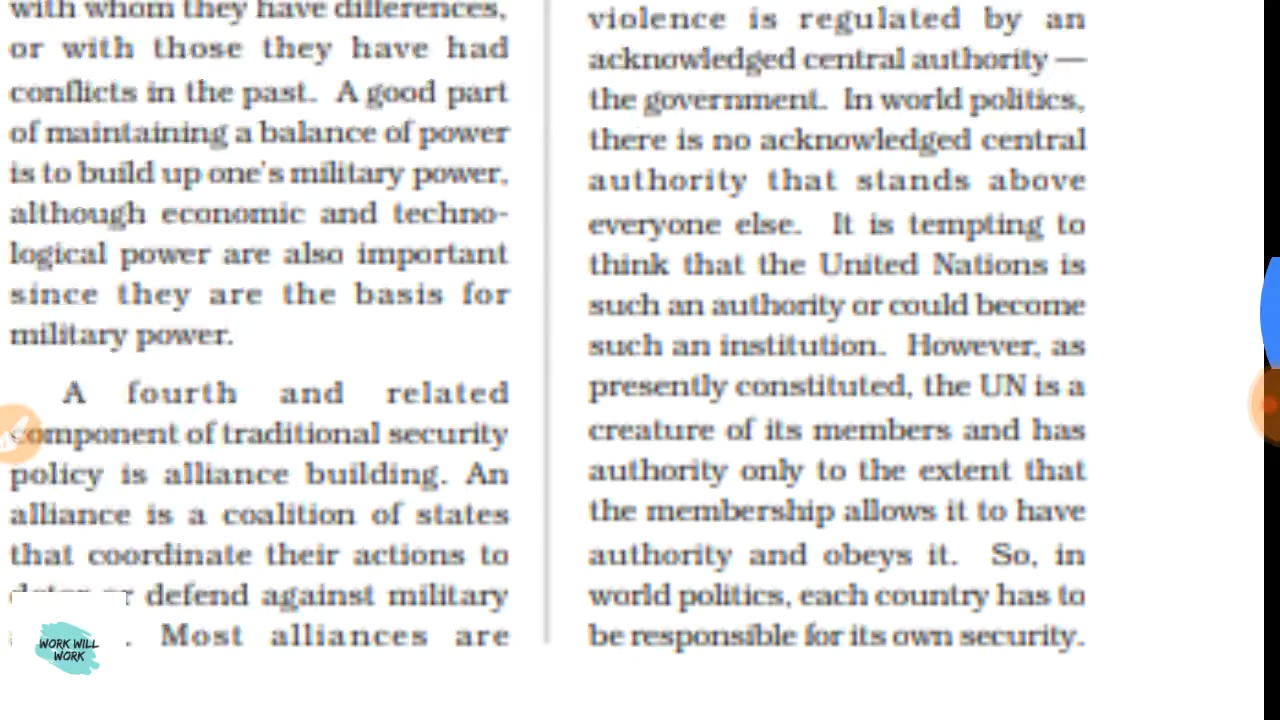 with whom they have differences,
or with those they have had
conflicts in the past. A good part
of maintaining a balance of power
is to build up one's military power,
although economic and techno-
logical power are also important
since they are the basis for
military power.
A fourth and related
component of traditional security
policy is alliance building. An
alliance is a coalition of states
that coordinate their actions to
defend against military
. Most alliances are
violence is regulated by an
acknowledged central authority —
the government. In world politics,
there is no acknowledged central
authority that stands above
everyone else. It is tempting to
think that the United Nations is
such an authority or could become
such an institution. However, as
presently constituted, the UN is a
creature of its members and has
authority only to the extent that
the membership allows it to have
authority and obeys it. So, in
world politics, each country has to
be responsible for its own security.
WORK WILL
WORK